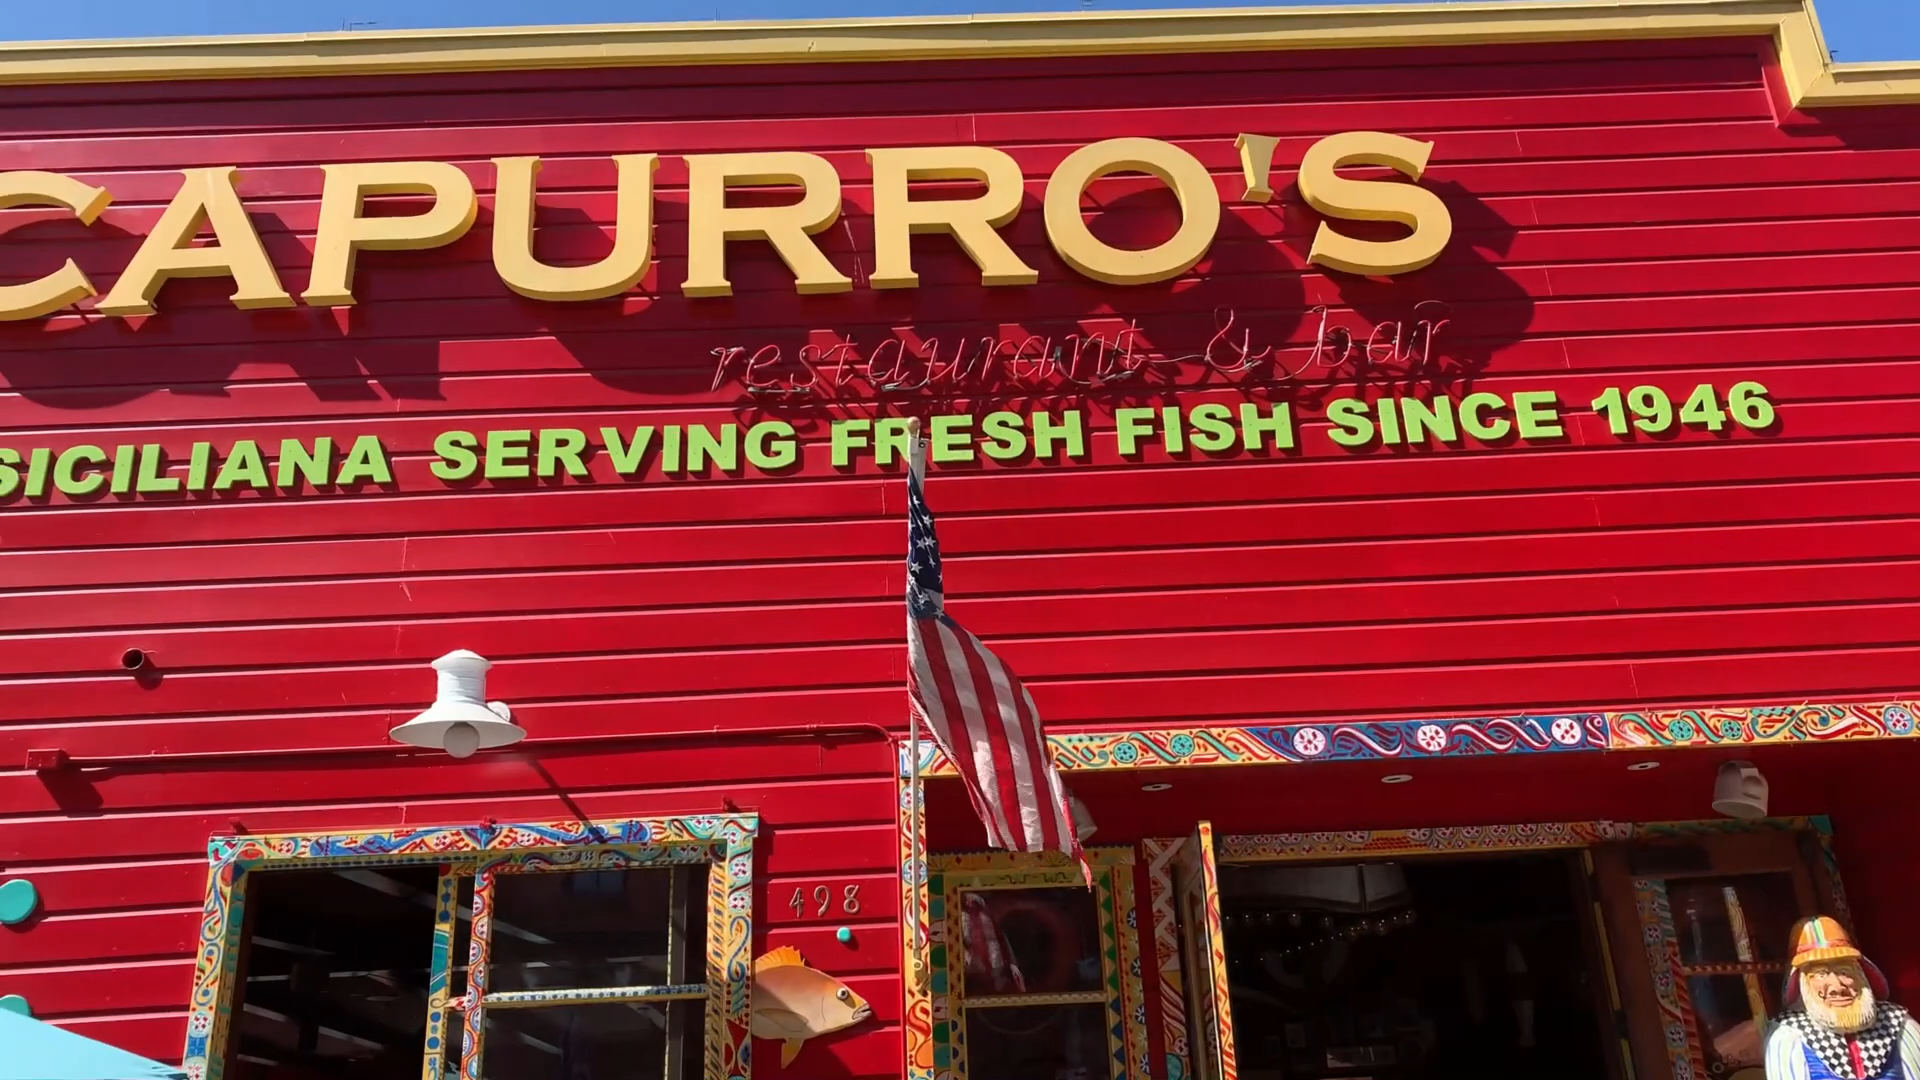 CAPURRO'S
restaurant & bar
SICILIANA SERVING FRESH FISH SINCE 1946
498